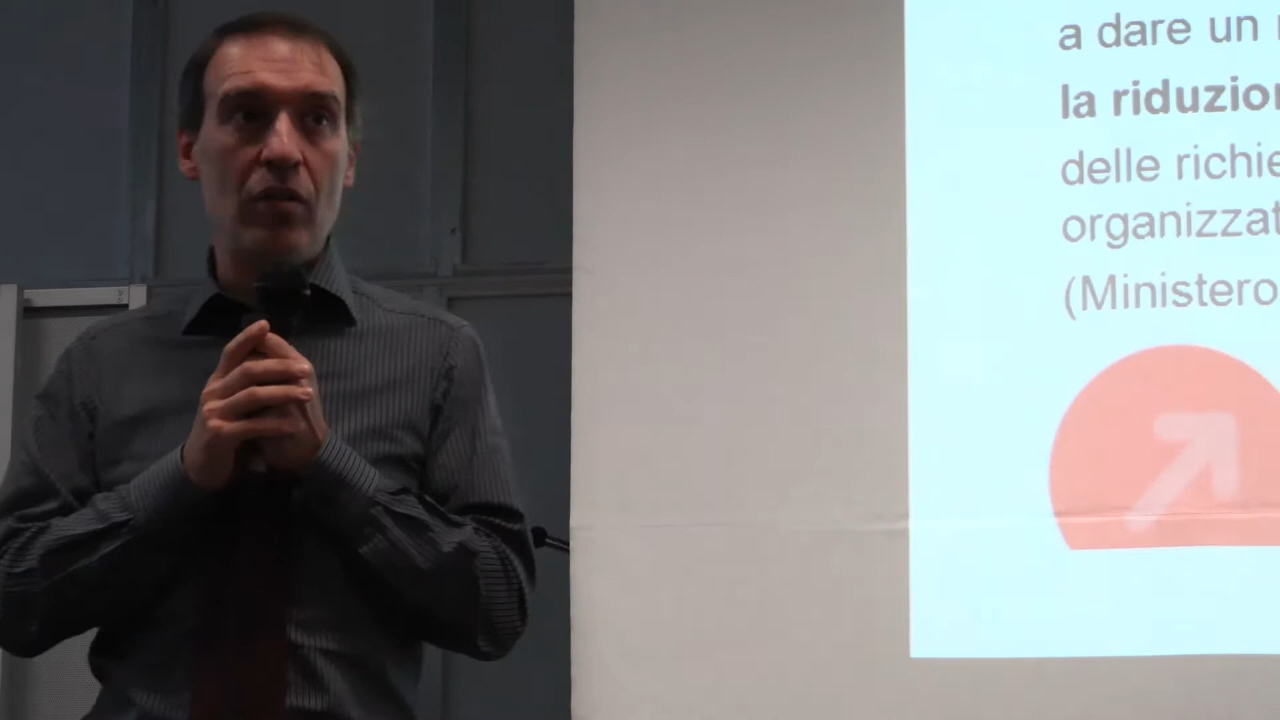 a dare un
la riduzion
delle richie
organizzat
(Ministero